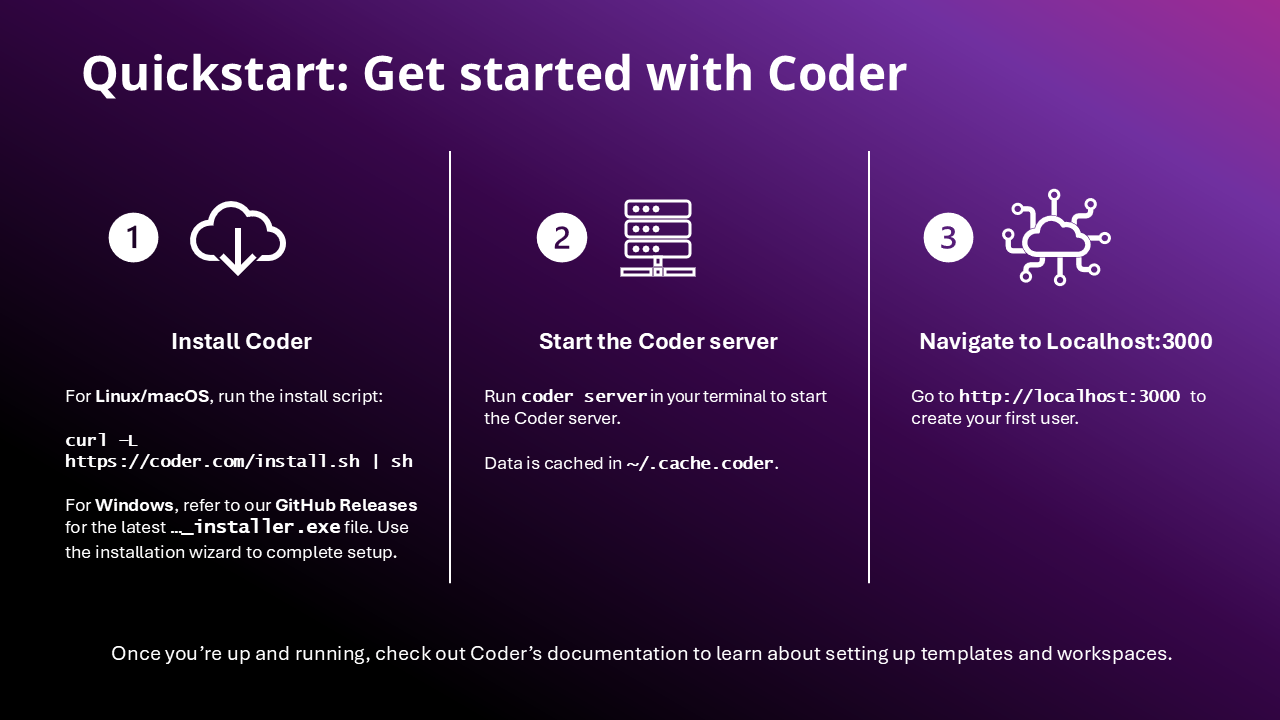 Quickstart: Get started with Coder
1
Install Coder
For Linux/macOS, run the install script:
curl –L
https://coder.com/install.sh | sh
For Windows, refer to our GitHub Releases
for the latest …_installer.exe file. Use
the installation wizard to complete setup.
2
Start the Coder server
Run coder server in your terminal to start
the Coder server.
Data is cached in ~/.cache.coder.
3
Navigate to Localhost:3000
Go to http://localhost:3000 to
create your first user.
Once you’re up and running, check out Coder’s documentation to learn about setting up templates and workspaces.